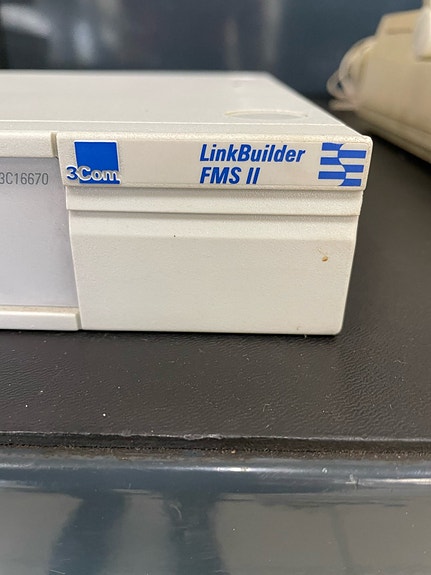 3Com
LinkBuilder
FMS II
3C16670